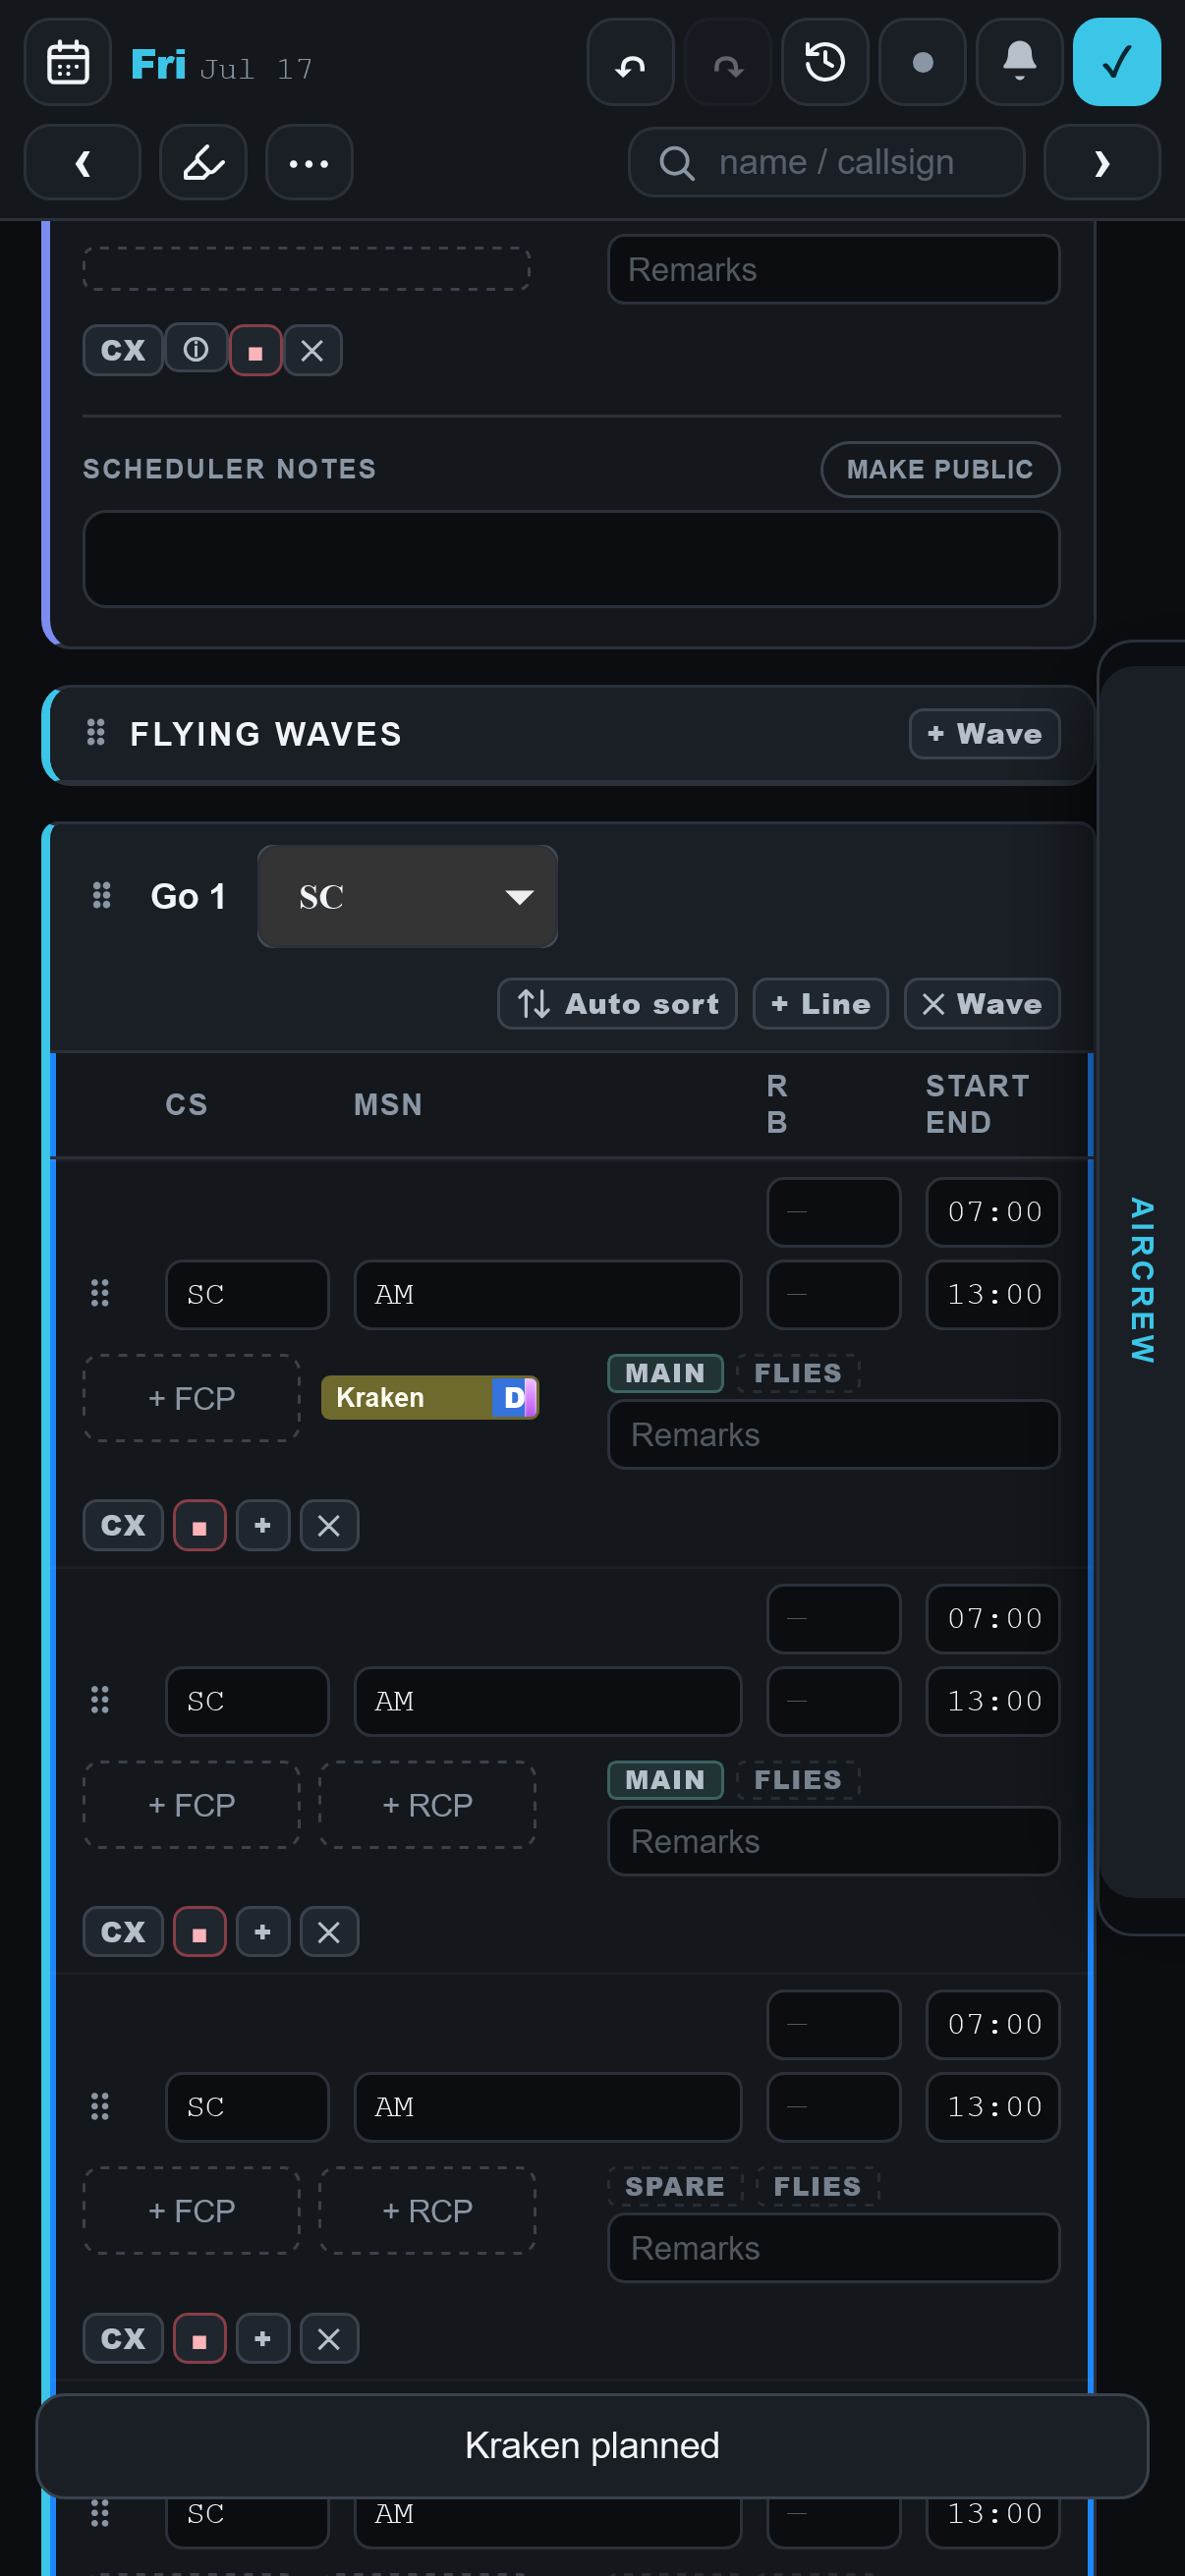 Fri Jul 17
name / callsign
Remarks
CX
SCHEDULER NOTES
MAKE PUBLIC
FLYING WAVES
+ Wave
Go 1
SC
Auto sort
+ Line
× Wave
CS
MSN
R
B
START
END
— 07:00
SC AM — 13:00
+ FCP
Kraken D
MAIN FLIES
Remarks
CX + ×
— 07:00
SC AM — 13:00
+ FCP
+ RCP
MAIN FLIES
Remarks
CX + ×
— 07:00
SC AM — 13:00
+ FCP
+ RCP
SPARE FLIES
Remarks
CX + ×
Kraken planned
SC AM — 13:00
AIRCREW